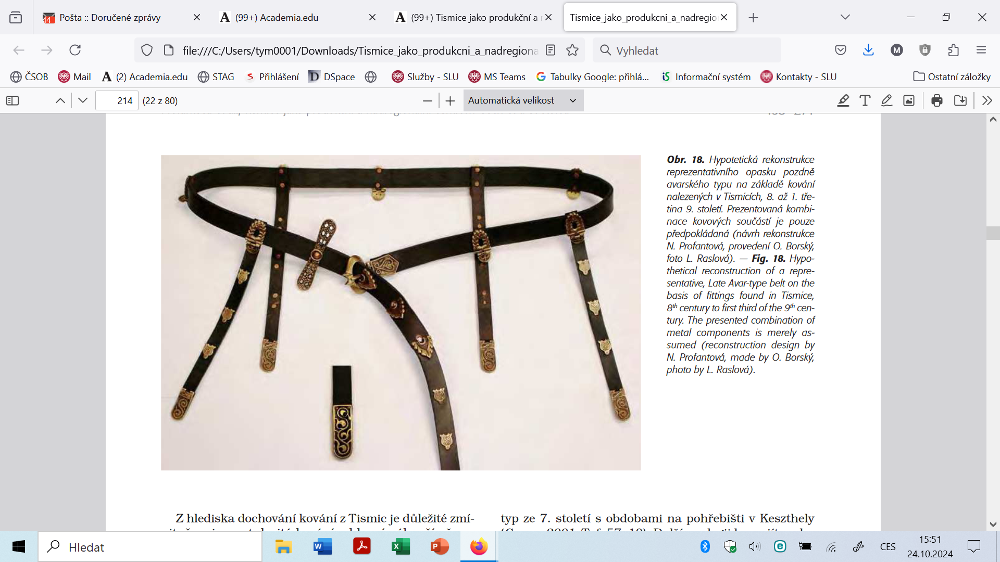 44 Pošta :: Doručené zprávy
(99+) Academia.edu
(99+) Tismice jako produkční a
Tismice_jako_produkcni_a_nadregio
file:///C:/Users/tym0001/Downloads/Tismice_jako_produkcni_a_nadregiona
Vyhledat
ČSOB Mail (2) Academia.edu STAG Přihlášení DSpace Služby - SLU MS Teams Tabulky Google: přihlá... Informační systém Kontakty - SLU Ostatní záložky
214 (22 z 80) Automatická velikost
Obr. 18. Hypotetická rekonstrukce
reprezentativního opasku pozdně
avarského typu na základě kování
nalezených v Tismicích, 8. až 1. tře-
tina 9. století. Prezentovaná kombi-
nace kovových součástí je pouze
předpokládaná (návrh rekonstrukce
N. Profantová, provedení O. Borský,
foto L. Raslová). — Fig. 18. Hypo-
thetical reconstruction of a repre-
sentative, Late Avar-type belt on the
basis of fittings found in Tismice,
8th century to first third of the 9th cen-
tury. The presented combination of
metal components is merely as-
sumed (reconstruction design by
N. Profantová, made by O. Borský,
photo by L. Raslová).
Z hlediska dochování kování z Tismic je důležité zmí-
typ ze 7. století s obdobami na pohřebišti v Keszthely
Hledat
CES
15:51
24.10.2024